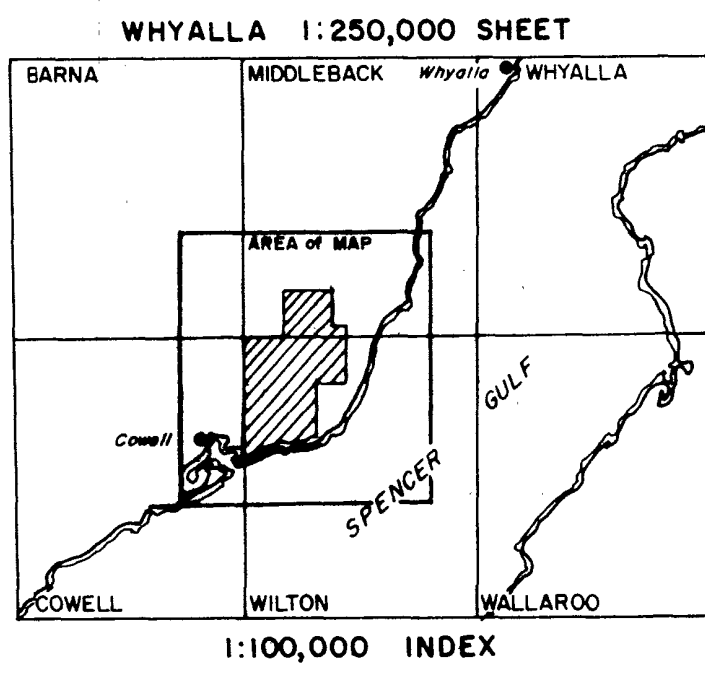 WHYALLA 1:250,000 SHEET
BARNA
MIDDLEBACK
Whyalla
WHYALLA
AREA of MAP
GULF
Cowell
SPENCER
COWELL
WILTON
WALLAROO
1:100,000 INDEX